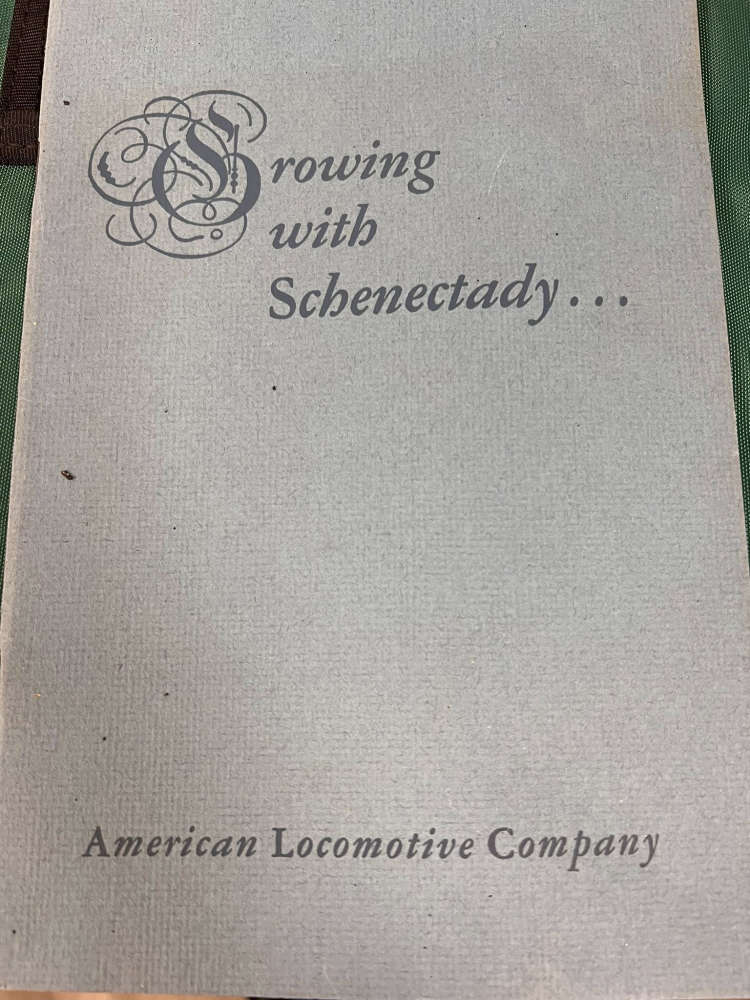 Growing
with
Schenectady...
American Locomotive Company